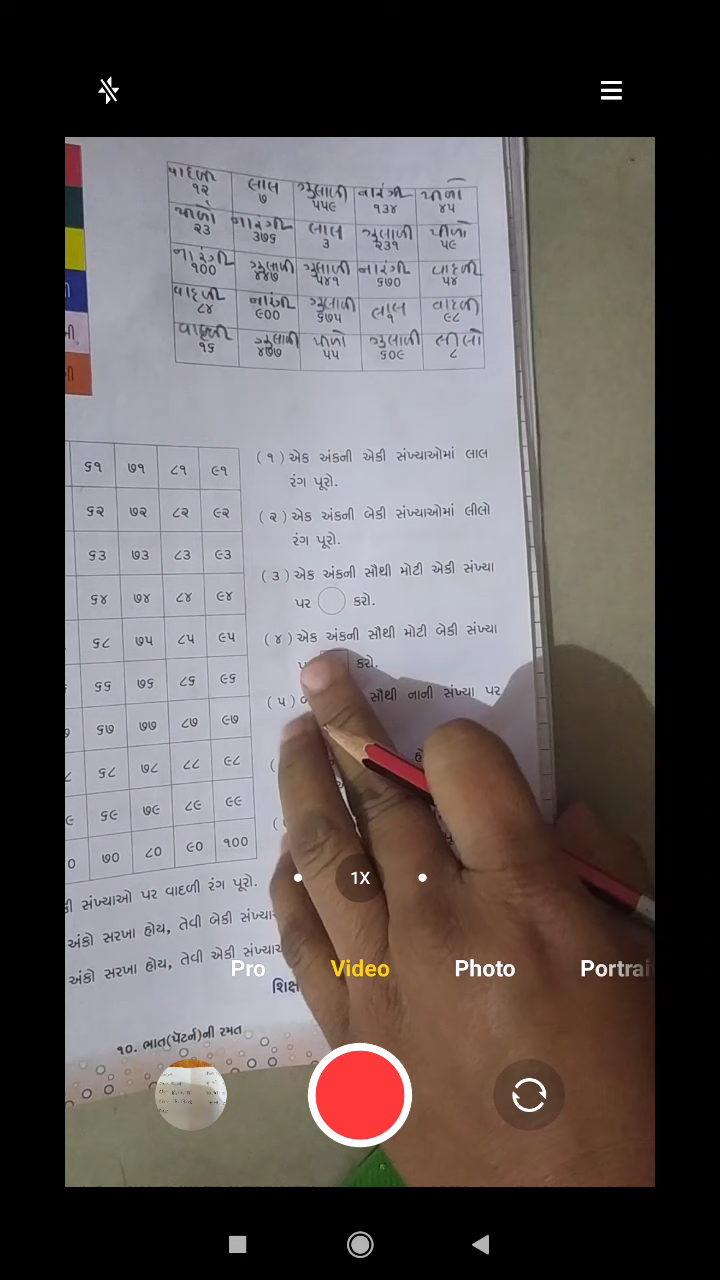 વાદળી લાલ ગુલાબી નારંગી પીળો
૧૨ ૭ ૫૫૯ ૧૩૪ ૪૫
પીળો નારંગી લાલ ગુલાબી પીળો
૨૩ ૩૭૬ ૩ ૨૩૧ ૫૯
નારંગી ગુલાબી ગુલાબી નારંગી વાદળી
૧૦૦ ૪૪૭ ૫૪૧ ૬૭૦ ૫૪
વાદળી નારંગી ગુલાબી લાલ વાદળી
૮૪ ૯૦૦ ૬૭૫ ૧ ૯૮
વાદળી ગુલાબી પીળો ગુલાબી લીલો
૧૬ ૪૭૭ ૫૫ ૬૦૯ ૮
૬૧ ૭૧ ૮૧ ૯૧
૬૨ ૭૨ ૮૨ ૯૨
૬૩ ૭૩ ૮૩ ૯૩
૬૪ ૭૪ ૮૪ ૯૪
૬૮ ૭૫ ૮૫ ૯૫
૬૬ ૭૬ ૮૬ ૯૬
૬૭ ૭૭ ૮૭ ૯૭
૬૮ ૭૮ ૮૮ ૯૮
૬૯ ૭૯ ૮૯ ૯૯
૭૦ ૮૦ ૯૦ ૧૦૦
(૧) એક અંકની એકી સંખ્યાઓમાં લાલ
રંગ પૂરો.
(૨) એક અંકની બેકી સંખ્યાઓમાં લીલો
રંગ પૂરો.
(૩) એક અંકની સૌથી મોટી એકી સંખ્યા
પર કરો.
(૪) એક અંકની સૌથી મોટી બેકી સંખ્યા
કરો.
(૫) સૌથી નાની સંખ્યા પર
સંખ્યાઓ પર વાદળી રંગ પૂરો.
અંકો સરખા હોય, તેવી બેકી
અંકો સરખા હોય, તેવી એકી
૧૦. ભાત(પૅટર્ન)ની રમત
1X
Pro Video Photo Portrai